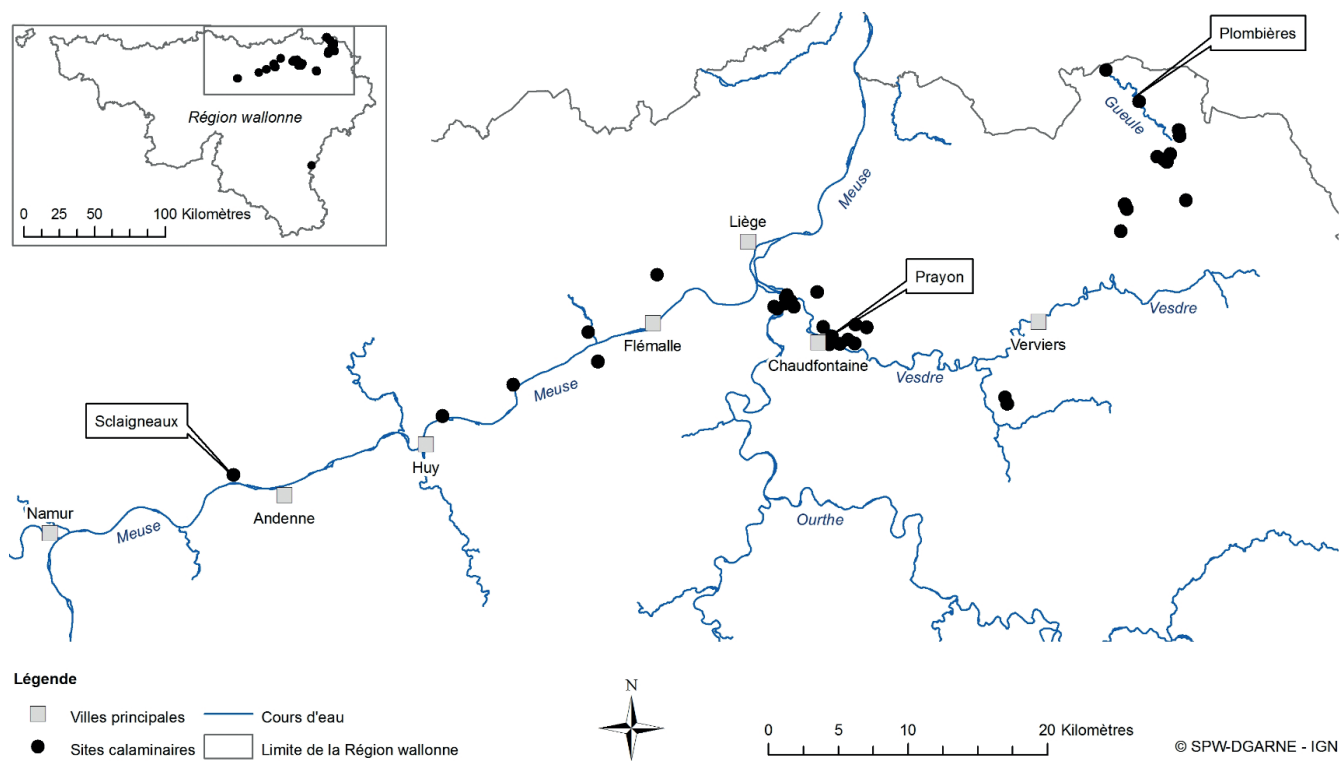 Région wallonne
0 25 50 100 Kilomètres
Plombières
Gueule
Meuse
Liège
Prayon
Vesdre
Verviers
Flémalle
Chaudfontaine
Vesdre
Meuse
Sclaigneaux
Huy
Andenne
Namur
Meuse
Ourthe
Légende
Villes principales
Cours d'eau
Sites calaminaires
Limite de la Région wallonne
N
0 5 10 20 Kilomètres
© SPW-DGARNE - IGN